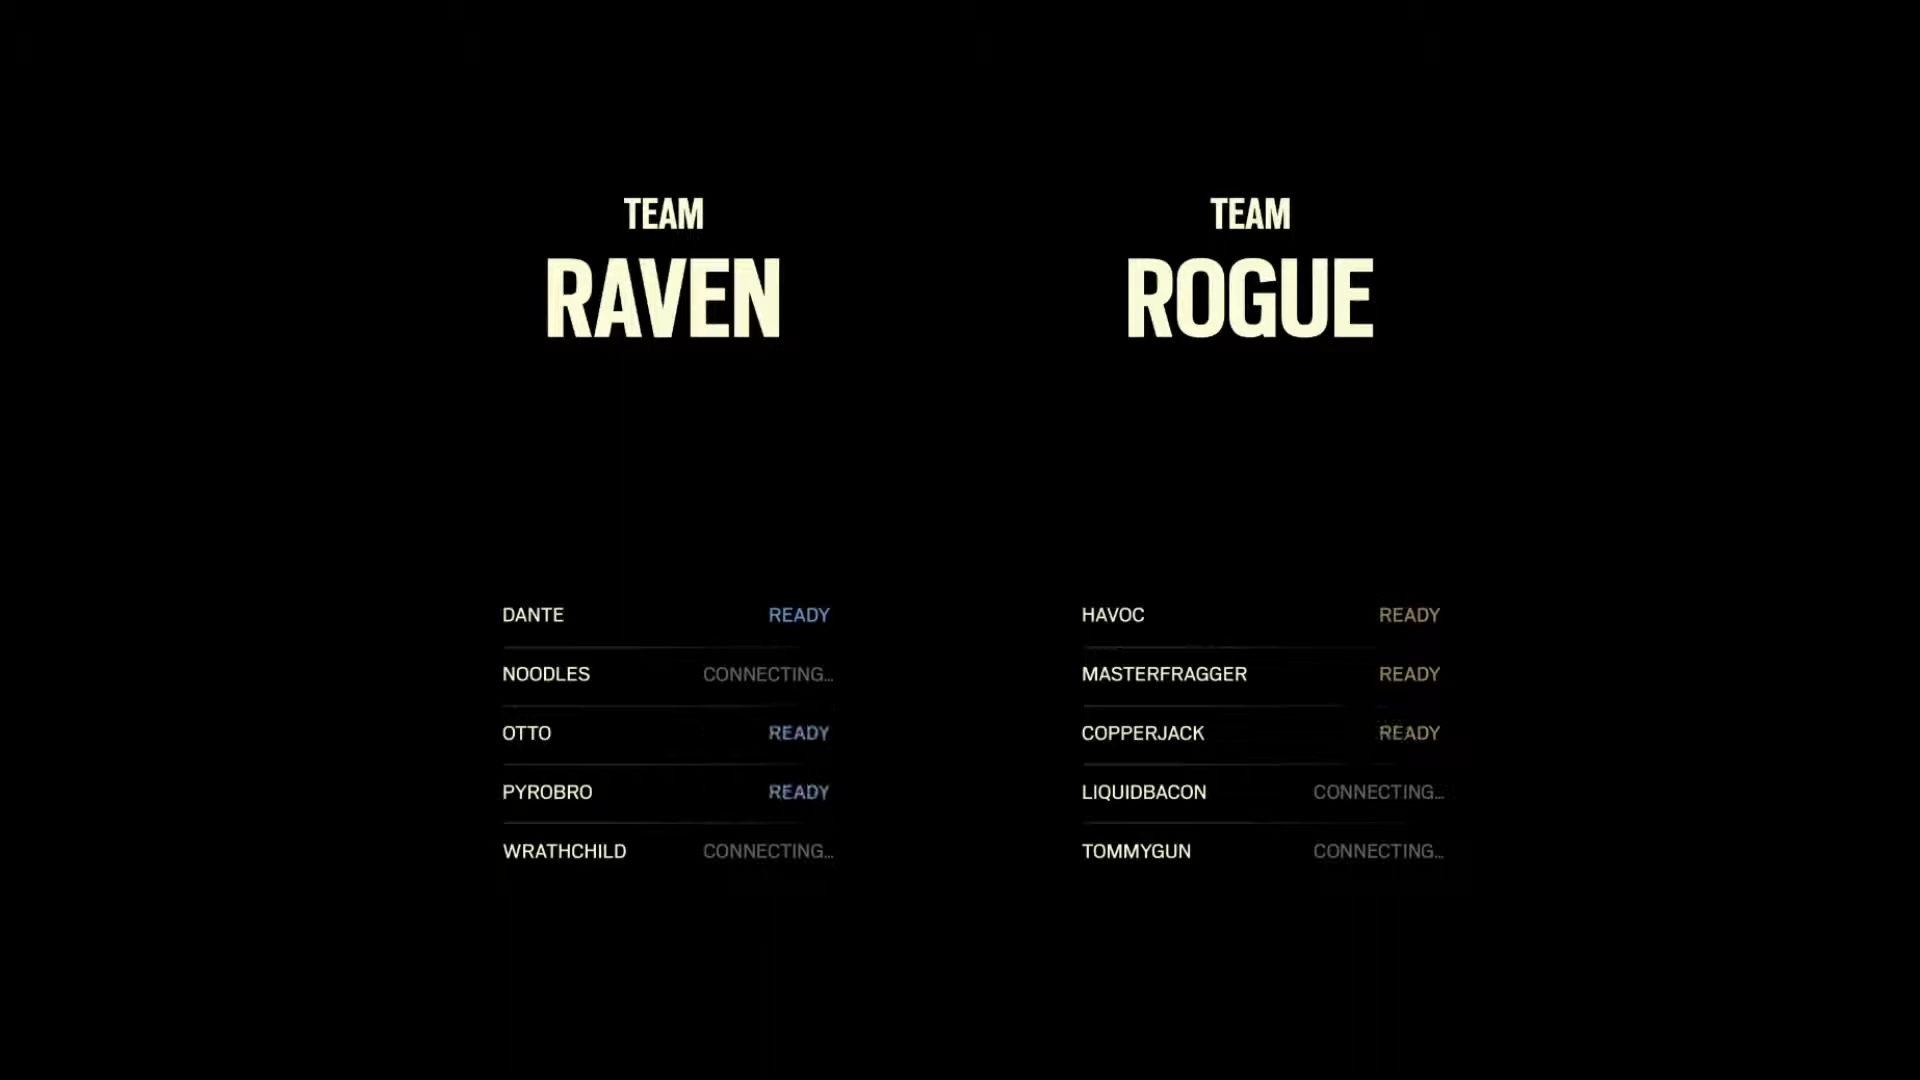 TEAM
RAVEN
DANTE READY
NOODLES CONNECTING...
OTTO READY
PYROBRO READY
WRATHCHILD CONNECTING...
TEAM
ROGUE
HAVOC READY
MASTERFRAGGER READY
COPPERJACK READY
LIQUIDBACON CONNECTING...
TOMMYGUN CONNECTING...